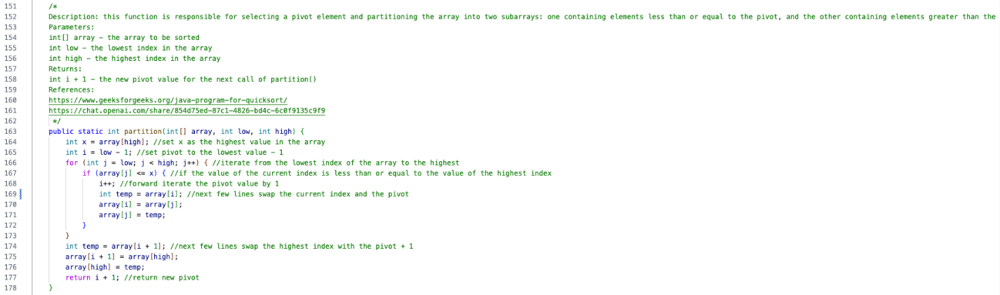 151 /*
152 Description: this function is responsible for selecting a pivot element and partitioning the array into two subarrays: one containing elements less than or equal to the pivot, and the other containing elements greater than the
153 Parameters:
154 int[] array – the array to be sorted
155 int low – the lowest index in the array
156 int high – the highest index in the array
157 Returns:
158 int i + 1 – the new pivot value for the next call of partition()
159 References:
160 https://www.geeksforgeeks.org/java-program-for-quicksort/
161 https://chat.openai.com/share/854d75ed-87c1-4826-bd4c-6c0f9135c9f9
162 */
163 public static int partition(int[] array, int low, int high) {
164 int x = array[high]; //set x as the highest value in the array
165 int i = low - 1; //set pivot to the lowest value - 1
166 for (int j = low; j < high; j++) { //iterate from the lowest index of the array to the highest
167 if (array[j] <= x) { //if the value of the current index is less than or equal to the value of the highest index
168 i++; //forward iterate the pivot value by 1
169 int temp = array[i]; //next few lines swap the current index and the pivot
170 array[i] = array[j];
171 array[j] = temp;
172 }
173 }
174 int temp = array[i + 1]; //next few lines swap the highest index with the pivot + 1
175 array[i + 1] = array[high];
176 array[high] = temp;
177 return i + 1; //return new pivot
178 }